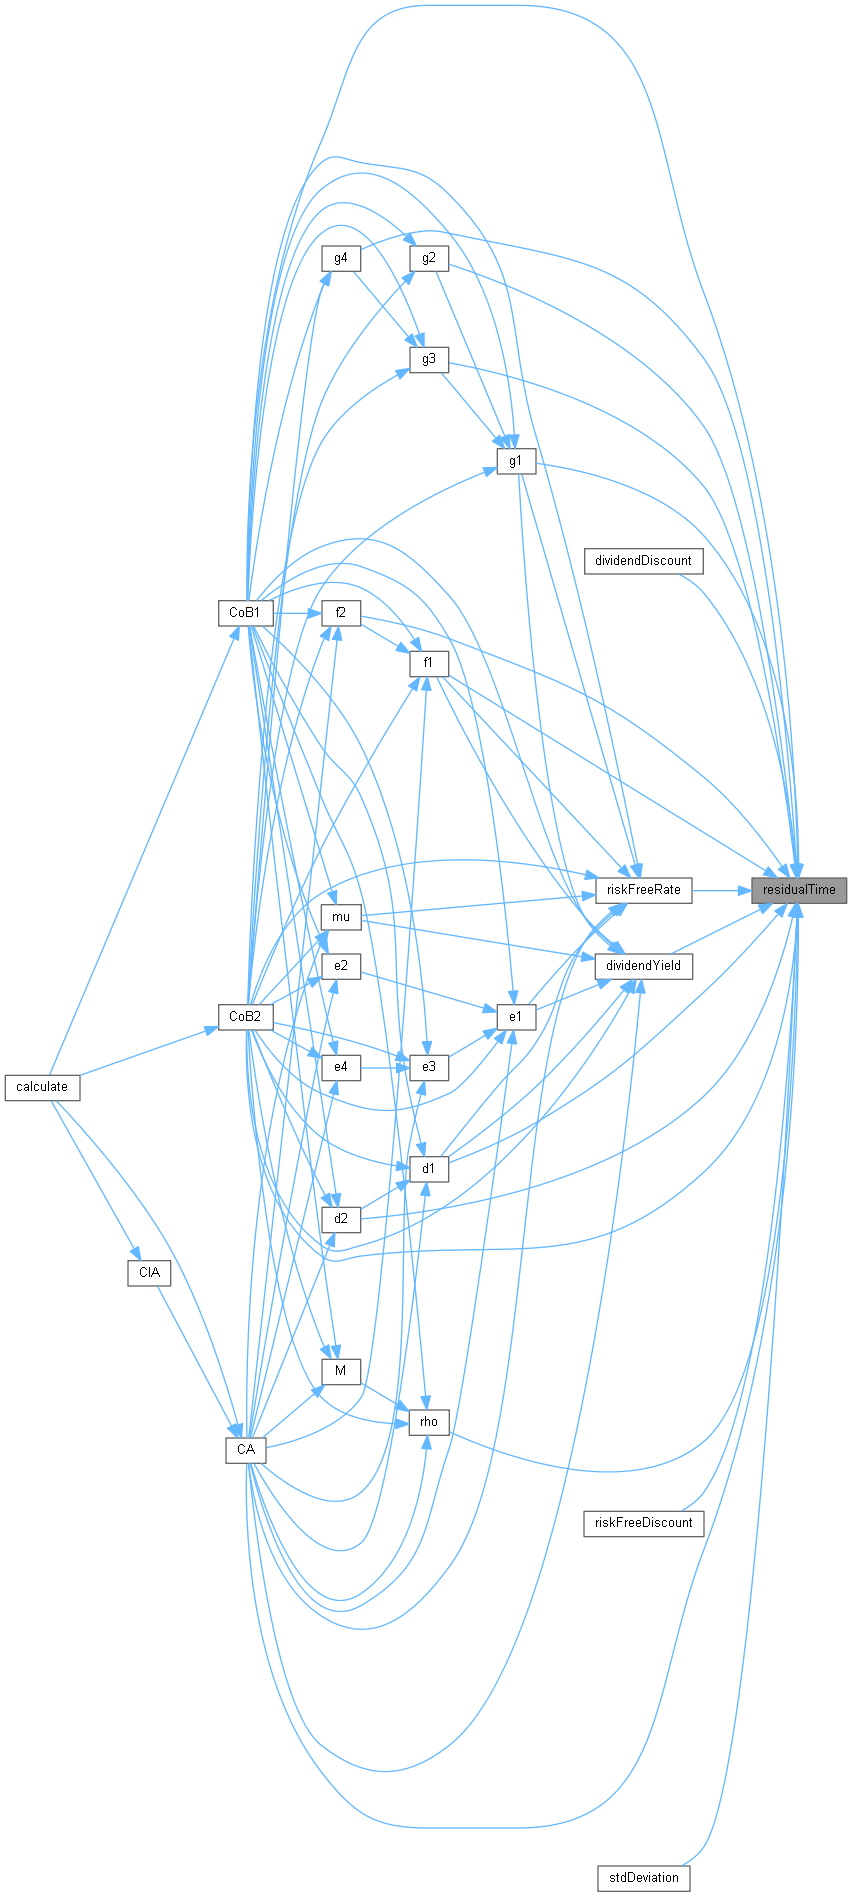 g4
g2
g3
g1
dividendDiscount
CoB1
f2
f1
riskFreeRate
residualTime
mu
e2
dividendYield
CoB2
e1
calculate
e4
e3
d1
d2
CIA
M
rho
CA
riskFreeDiscount
stdDeviation